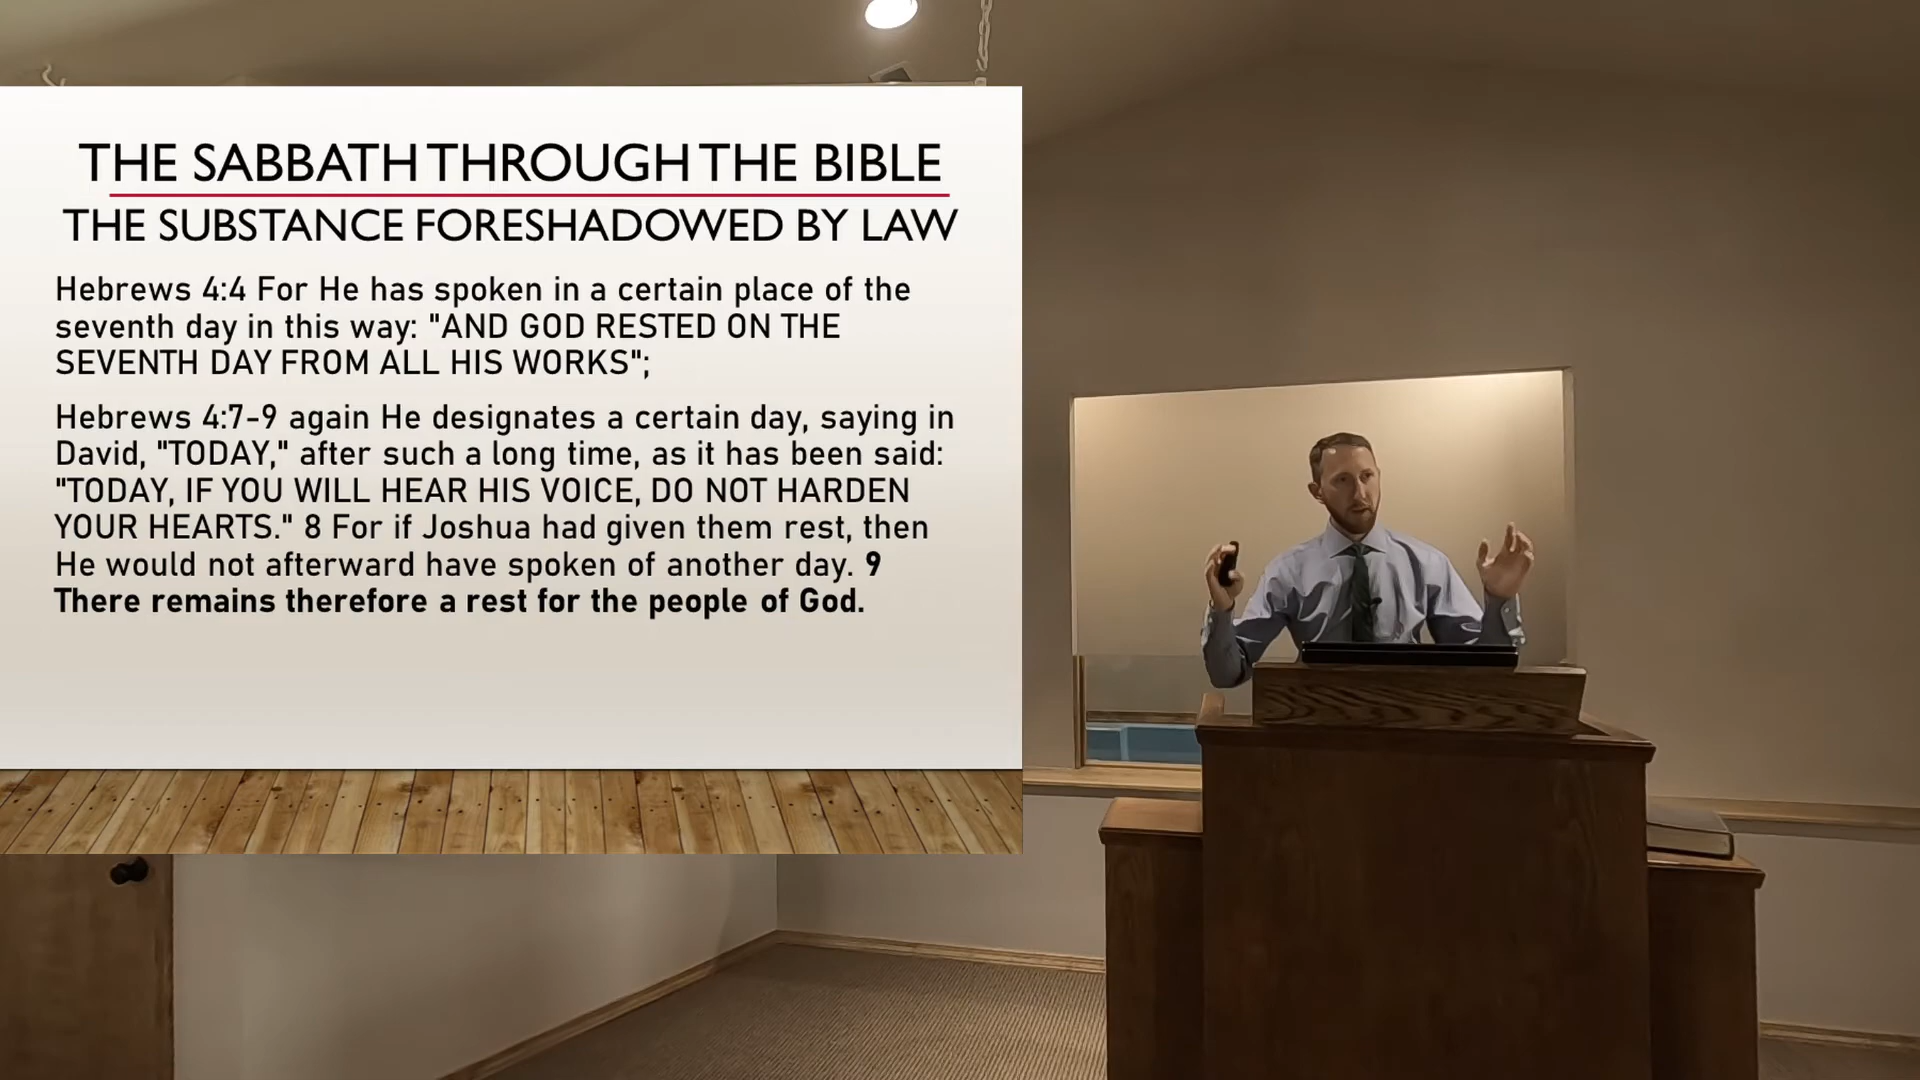 THE SABBATH THROUGH THE BIBLE
THE SUBSTANCE FORESHADOWED BY LAW
Hebrews 4:4 For He has spoken in a certain place of the
seventh day in this way: "AND GOD RESTED ON THE
SEVENTH DAY FROM ALL HIS WORKS";
Hebrews 4:7-9 again He designates a certain day, saying in
David, "TODAY," after such a long time, as it has been said:
"TODAY, IF YOU WILL HEAR HIS VOICE, DO NOT HARDEN
YOUR HEARTS." 8 For if Joshua had given them rest, then
He would not afterward have spoken of another day. 9
There remains therefore a rest for the people of God.